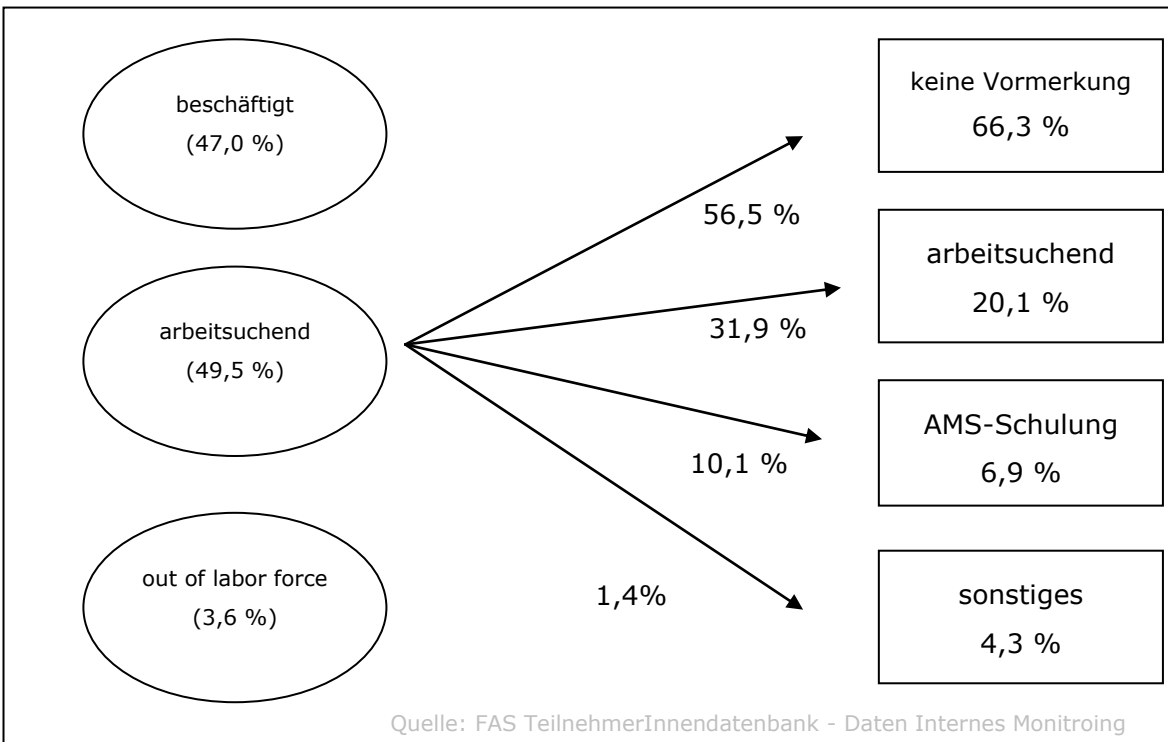 beschäftigt
(47,0 %)
arbeitsuchend
(49,5 %)
out of labor force
(3,6 %)
56,5 %
31,9 %
10,1 %
1,4%
keine Vormerkung
66,3 %
arbeitsuchend
20,1 %
AMS-Schulung
6,9 %
sonstiges
4,3 %
Quelle: FAS TeilnehmerInnendatenbank - Daten Internes Monitroing